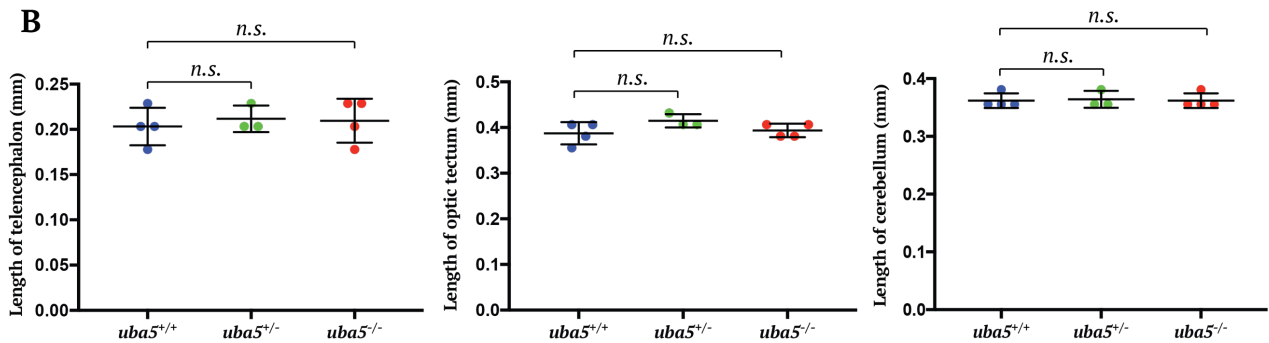 B
n.s.
n.s.
Length of telencephalon (mm)
0.25
0.20
0.15
0.10
0.05
0.00
uba5+/+
uba5+/-
uba5-/-
n.s.
n.s.
Length of optic tectum (mm)
0.5
0.4
0.3
0.2
0.1
0.0
uba5+/+
uba5+/-
uba5-/-
n.s.
n.s.
Length of cerebellum (mm)
0.4
0.3
0.2
0.1
0.0
uba5+/+
uba5+/-
uba5-/-